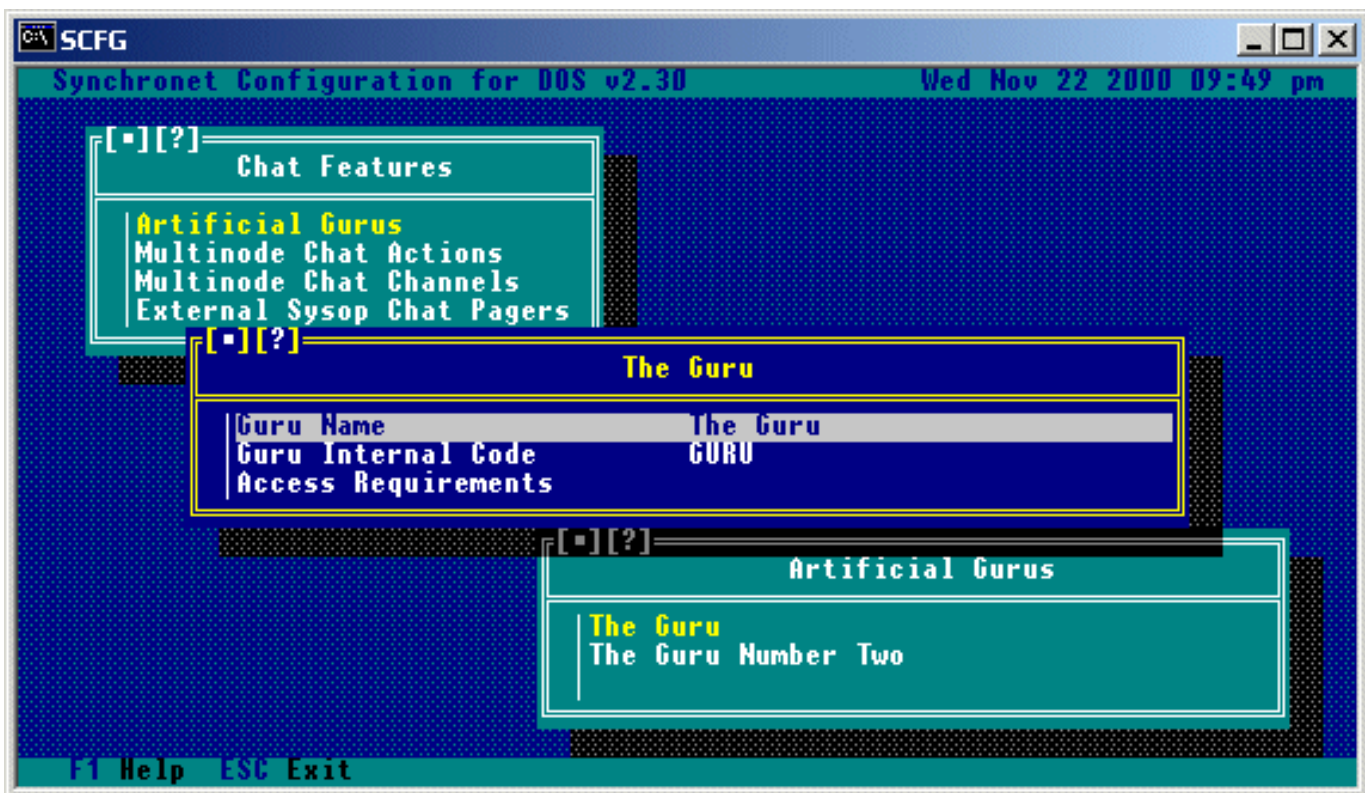 SCFG
Synchronet Configuration for DOS v2.30 Wed Nov 22 2000 09:49 pm
[▪][?]
Chat Features
Artificial Gurus
Multinode Chat Actions
Multinode Chat Channels
External Sysop Chat Pagers
[▪][?]
The Guru
Guru Name The Guru
Guru Internal Code GURU
Access Requirements
[▪][?]
Artificial Gurus
The Guru
The Guru Number Two
F1 Help ESC Exit